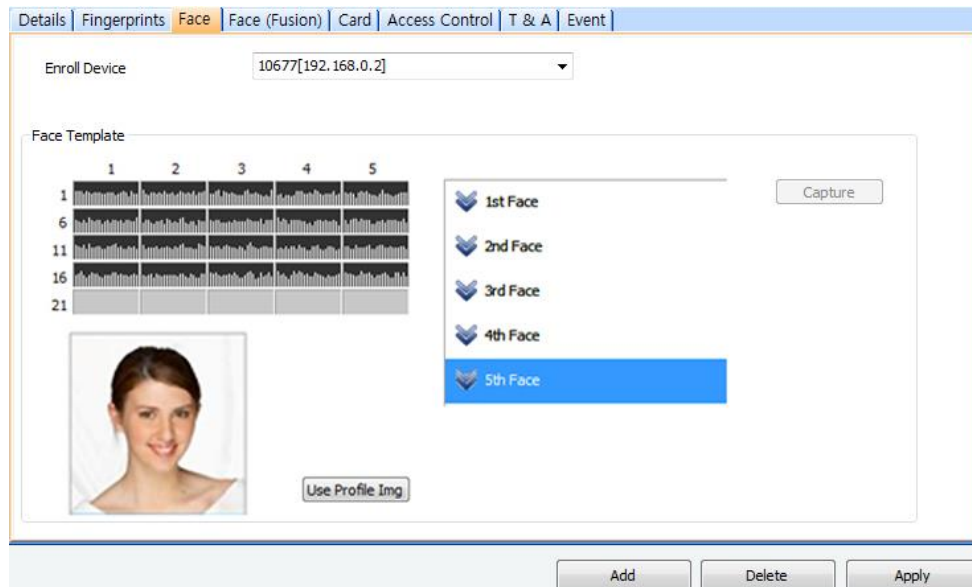 Details | Fingerprints | Face | Face (Fusion) | Card | Access Control | T & A | Event |
Enroll Device 10677[192.168.0.2]
Face Template
1 2 3 4 5
1
6
11
16
21
1st Face
2nd Face
3rd Face
4th Face
5th Face
Capture
Use Profile Img
Add Delete Apply